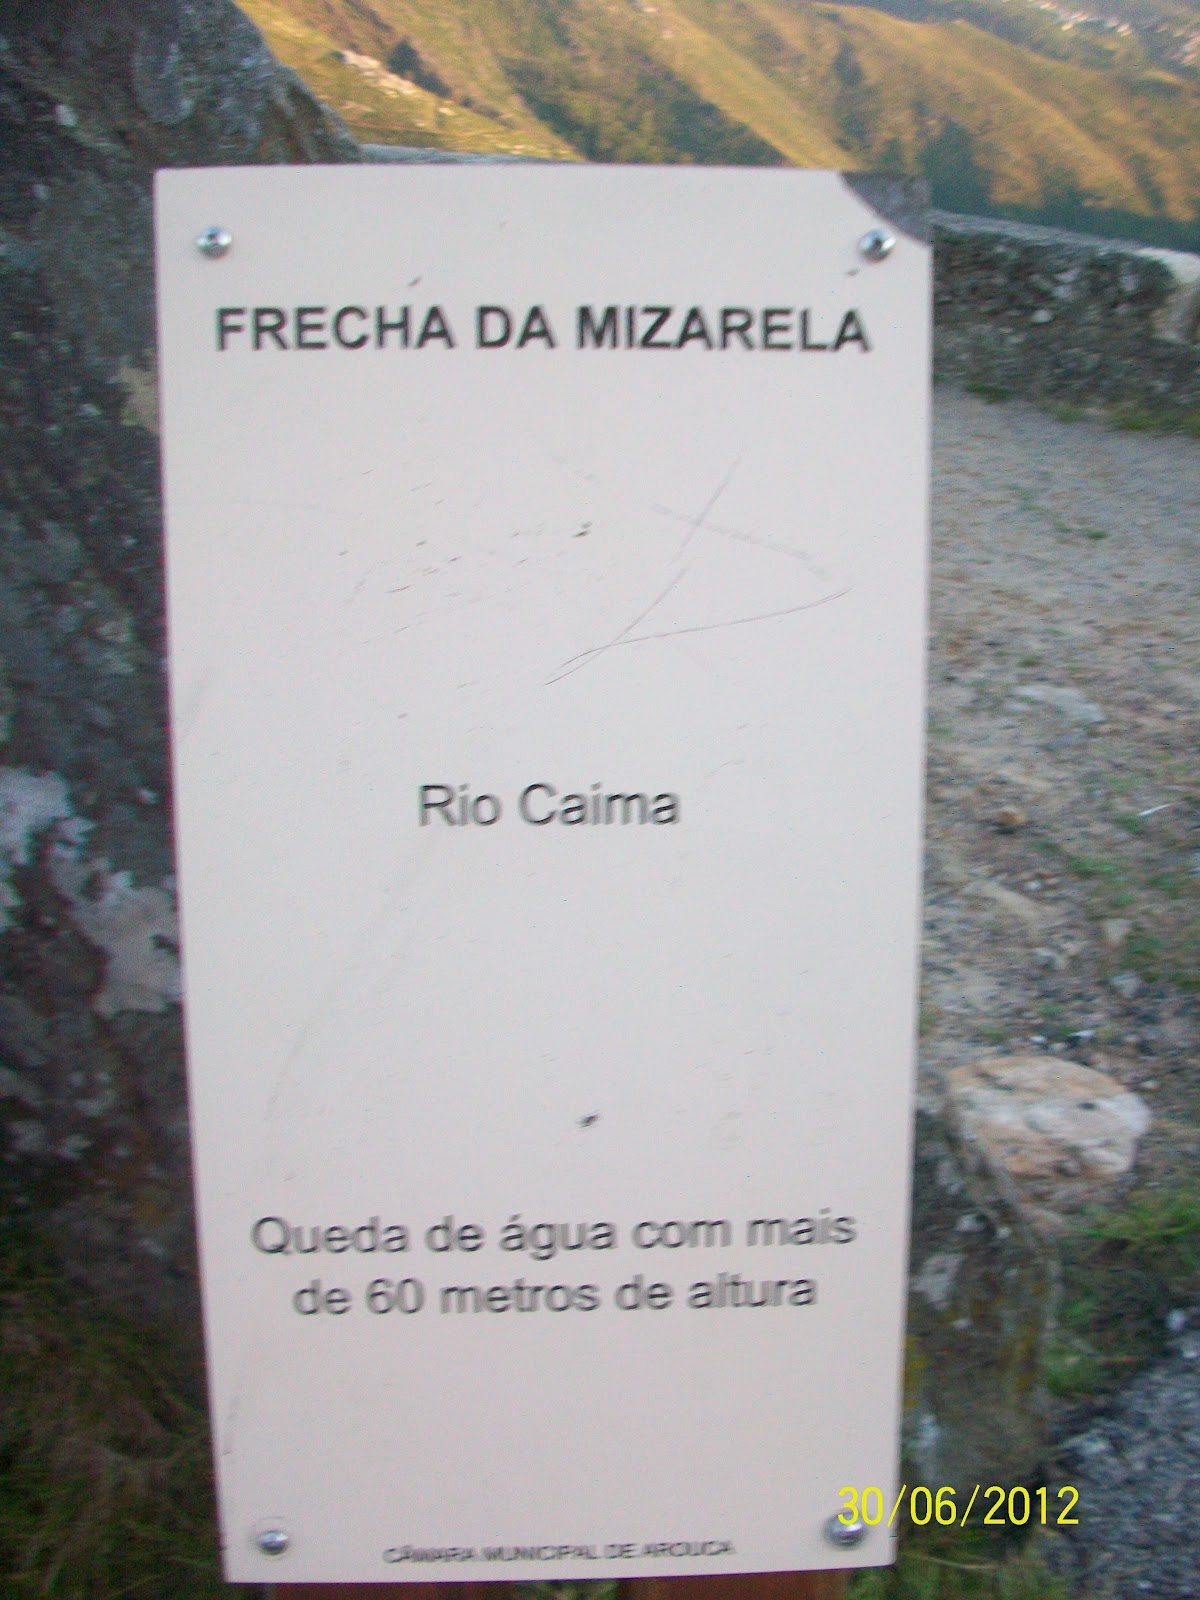 FRECHA DA MIZARELA
Rio Caima
Queda de água com mais
de 60 metros de altura
CÂMARA MUNICIPAL DE AROUCA
30/06/2012